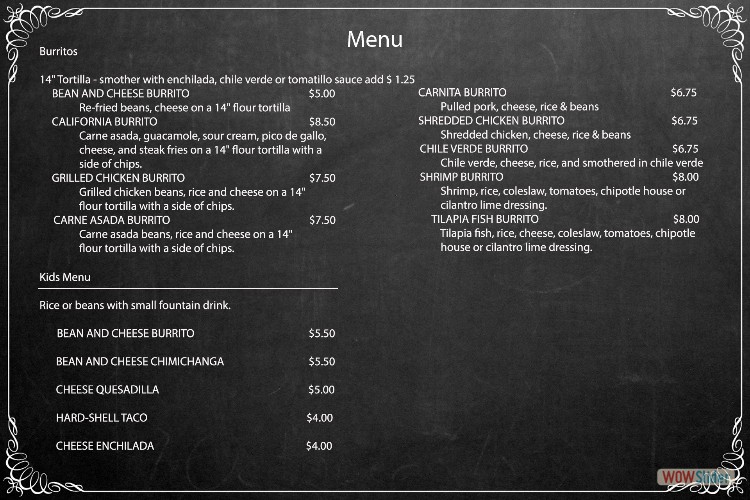 Menu
Burritos
14" Tortilla - smother with enchilada, chile verde or tomatillo sauce add $ 1.25
BEAN AND CHEESE BURRITO $5.00
Re-fried beans, cheese on a 14" flour tortilla
CALIFORNIA BURRITO $8.50
Carne asada, guacamole, sour cream, pico de gallo,
cheese, and steak fries on a 14" flour tortilla with a
side of chips.
GRILLED CHICKEN BURRITO $7.50
Grilled chicken beans, rice and cheese on a 14"
flour tortilla with a side of chips.
CARNE ASADA BURRITO $7.50
Carne asada beans, rice and cheese on a 14"
flour tortilla with a side of chips.
CARNITA BURRITO $6.75
Pulled pork, cheese, rice & beans
SHREDDED CHICKEN BURRITO $6.75
Shredded chicken, cheese, rice & beans
CHILE VERDE BURRITO $6.75
Chile verde, cheese, rice, and smothered in chile verde
SHRIMP BURRITO $8.00
Shrimp, rice, coleslaw, tomatoes, chipotle house or
cilantro lime dressing.
TILAPIA FISH BURRITO $8.00
Tilapia fish, rice, cheese, coleslaw, tomatoes, chipotle
house or cilantro lime dressing.
Kids Menu
Rice or beans with small fountain drink.
BEAN AND CHEESE BURRITO $5.50
BEAN AND CHEESE CHIMICHANGA $5.50
CHEESE QUESADILLA $5.00
HARD-SHELL TACO $4.00
CHEESE ENCHILADA $4.00
WOWSlider